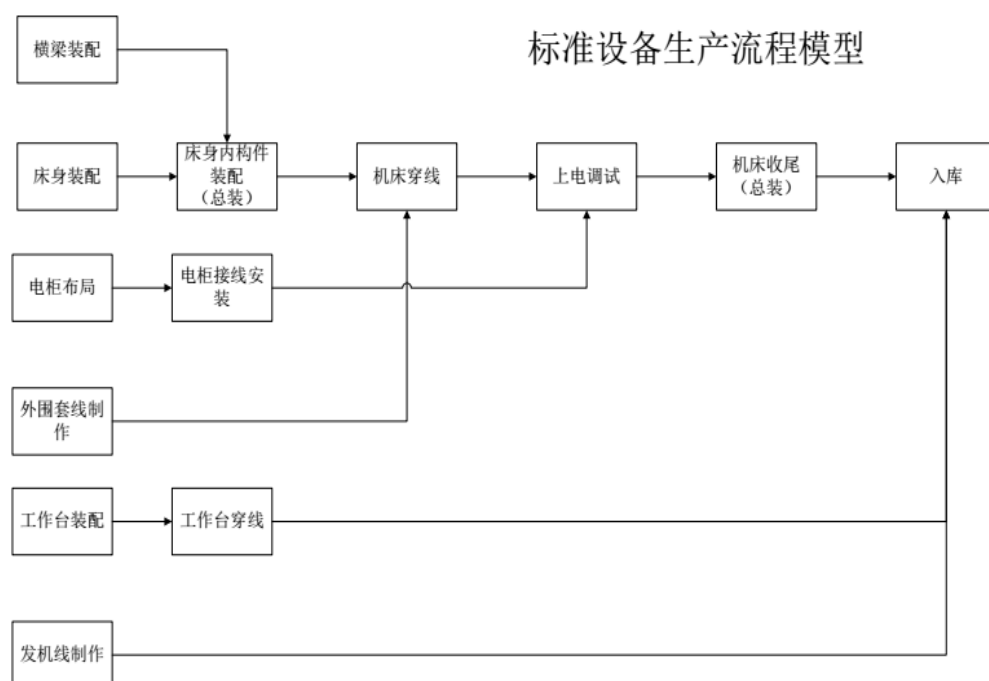 标准设备生产流程模型
横梁装配
床身装配
床身内构件
装配
（总装）
机床穿线
上电调试
机床收尾
（总装）
入库
电柜布局
电柜接线安
装
外围套线制
作
工作台装配
工作台穿线
发机线制作